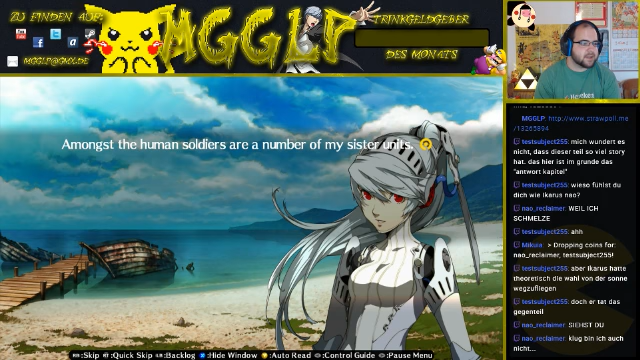 ZU FINDEN AUF:
MGGLP@GMX.DE
MGGLP
TRINKGELDGEBER
DES MONATS
MGGLP: http://www.strawpoll.me
/13265894
testsubject255: mich wundert es
nicht, dass dieser teil so viel story
hat. das hier ist im grunde das
"antwort kapitel"
testsubject255: wieso fühlst du
dich wie Ikarus nao?
nao_reclaimer: WEIL ICH
SCHMELZE
testsubject255: ahh
Mikuia: > Dropping coins for:
nao_reclaimer, testsubject255!
testsubject255: aber Ikarus hatte
theoretisch die wahl von der sonne
wegzufliegen
testsubject255: doch er tat das
gegenteil
nao_reclaimer: SIEHST DU
nao_reclaimer: klug bin ich auch
nicht...
Amongst the human soldiers are a number of my sister units.
:Skip :Quick Skip :Backlog :Hide Window :Auto Read :Control Guide :Pause Menu